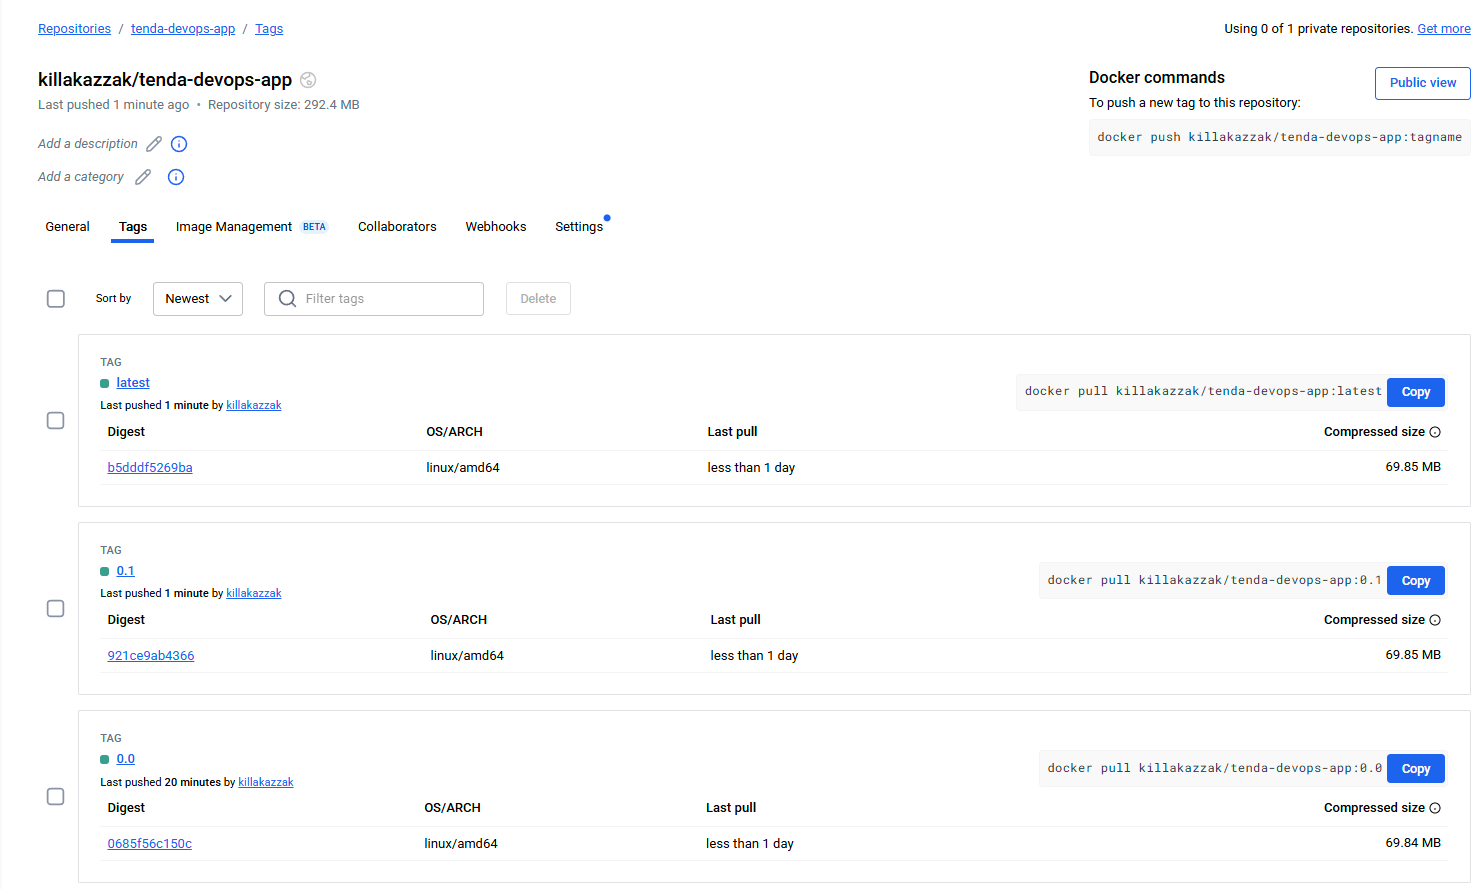 Repositories / tenda-devops-app / Tags
Using 0 of 1 private repositories. Get more
killakazzak/tenda-devops-app
Last pushed 1 minute ago • Repository size: 292.4 MB
Add a description
Add a category
Docker commands
Public view
To push a new tag to this repository:
docker push killakazzak/tenda-devops-app:tagname
General Tags Image Management BETA Collaborators Webhooks Settings
Sort by Newest Filter tags Delete
TAG
latest
Last pushed 1 minute by killakazzak
docker pull killakazzak/tenda-devops-app:latest Copy
Digest OS/ARCH Last pull Compressed size
b5dddf5269ba linux/amd64 less than 1 day 69.85 MB
TAG
0.1
Last pushed 1 minute by killakazzak
docker pull killakazzak/tenda-devops-app:0.1 Copy
Digest OS/ARCH Last pull Compressed size
921ce9ab4366 linux/amd64 less than 1 day 69.85 MB
TAG
0.0
Last pushed 20 minutes by killakazzak
docker pull killakazzak/tenda-devops-app:0.0 Copy
Digest OS/ARCH Last pull Compressed size
0685f56c150c linux/amd64 less than 1 day 69.84 MB